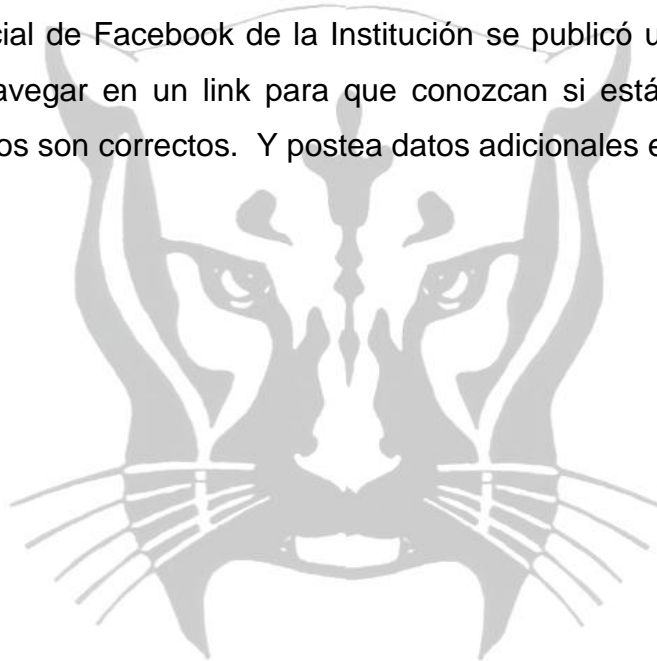 cial de Facebook de la Institución se publicó u
avegar en un link para que conozcan si está
os son correctos. Y postea datos adicionales e